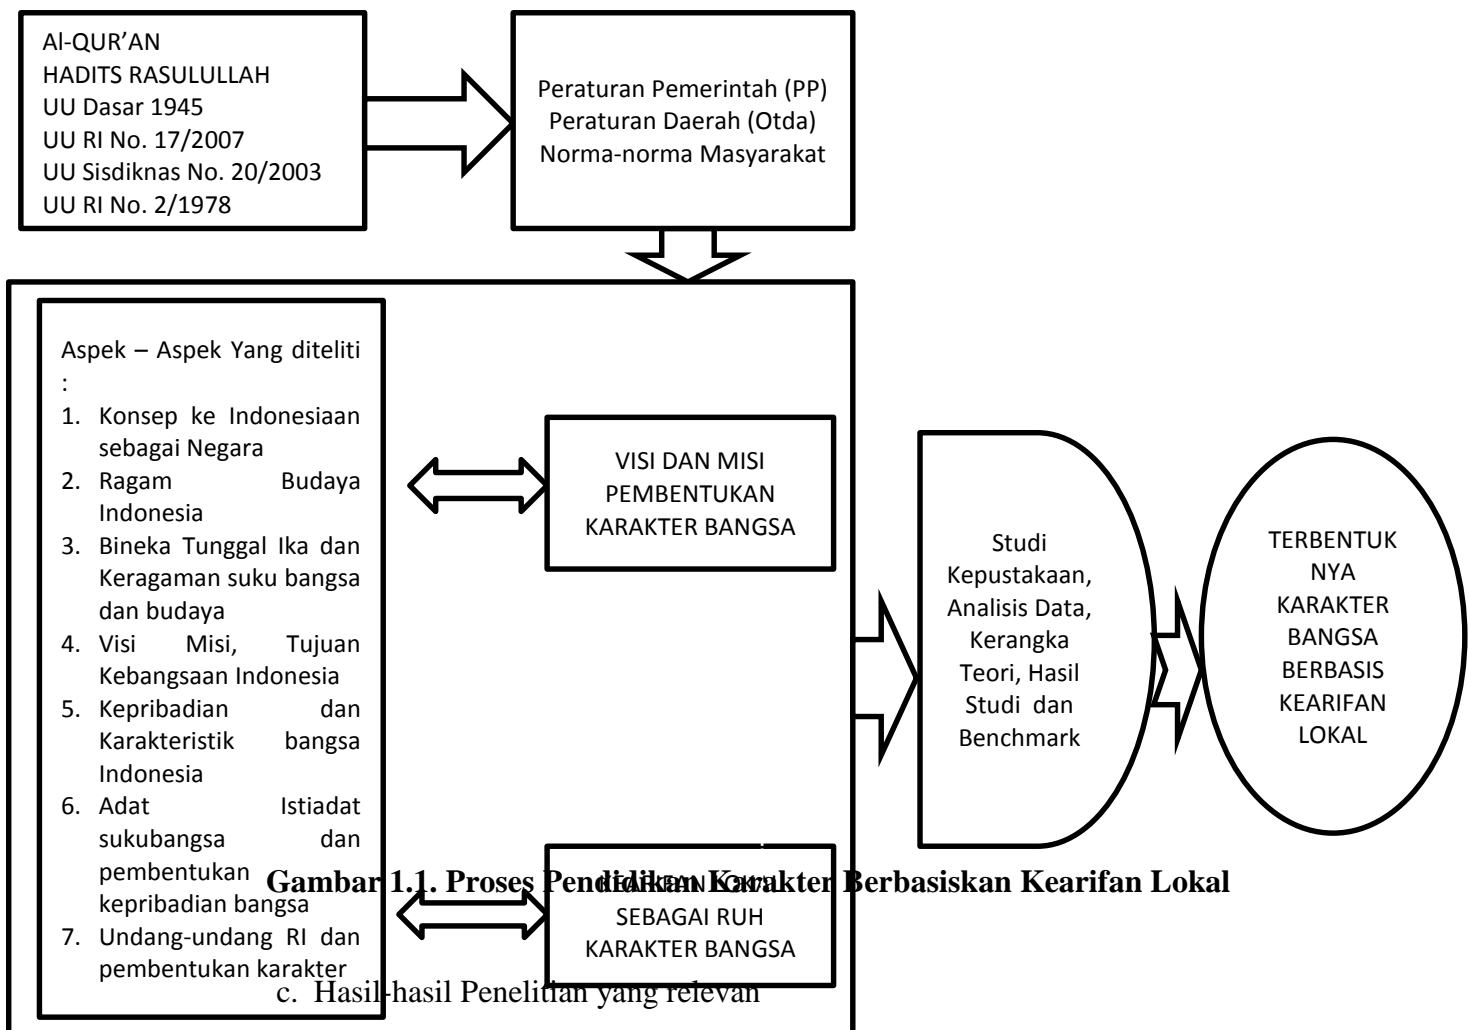 Al-QUR’AN
HADITS RASULULLAH
UU Dasar 1945
UU RI No. 17/2007
UU Sisdiknas No. 20/2003
UU RI No. 2/1978
Peraturan Pemerintah (PP)
Peraturan Daerah (Otda)
Norma-norma Masyarakat
Aspek – Aspek Yang diteliti
:
1. Konsep ke Indonesiaan
sebagai Negara
2. Ragam Budaya
Indonesia
3. Bineka Tunggal Ika dan
Keragaman suku bangsa
dan budaya
4. Visi Misi, Tujuan
Kebangsaan Indonesia
5. Kepribadian dan
Karakteristik bangsa
Indonesia
6. Adat Istiadat
sukubangsa dan
pembentukan
kepribadian bangsa
7. Undang-undang RI dan
pembentukan karakter
VISI DAN MISI
PEMBENTUKAN
KARAKTER BANGSA
KEARIFAN LOKAL
SEBAGAI RUH
KARAKTER BANGSA
Studi
Kepustakaan,
Analisis Data,
Kerangka
Teori, Hasil
Studi dan
Benchmark
TERBENTUK
NYA
KARAKTER
BANGSA
BERBASIS
KEARIFAN
LOKAL
Gambar 1.1. Proses Pendidikan Karakter Berbasiskan Kearifan Lokal
c. Hasil-hasil Penelitian yang relevan